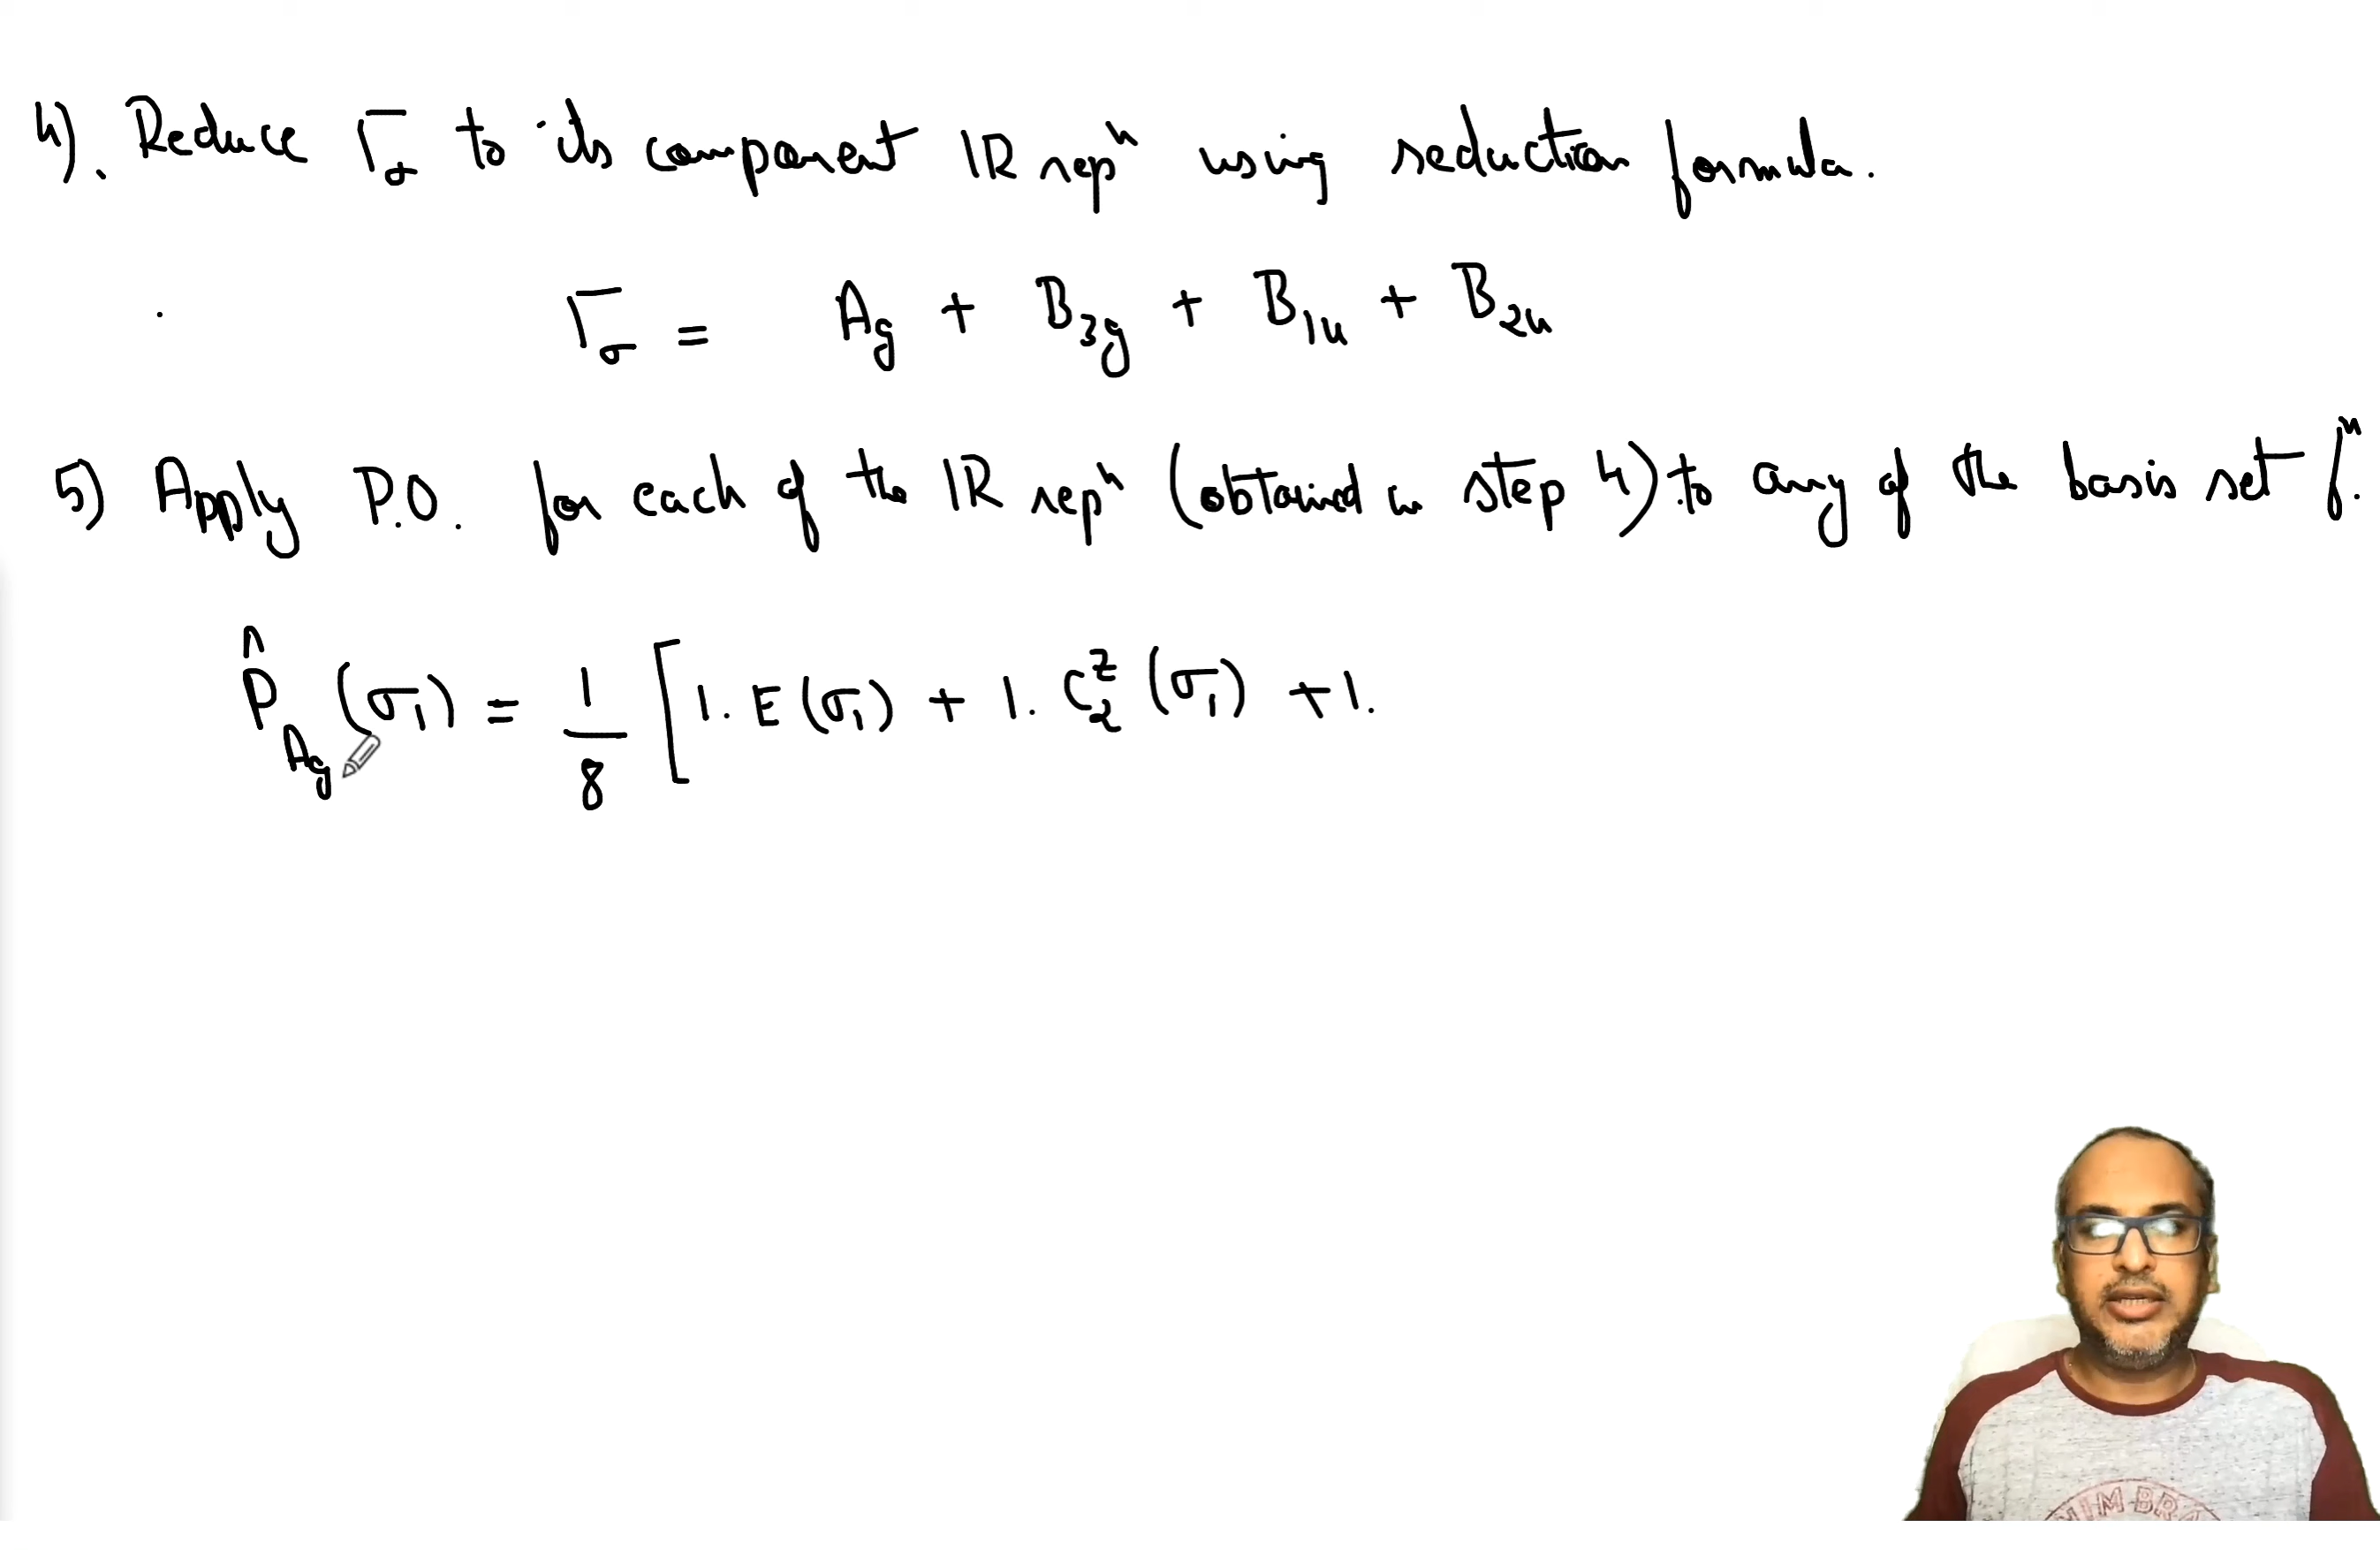 4). Reduce Γσ to its component IR repⁿ using reduction formula.
Γσ = Ag + B3g + B1u + B2u
5) Apply P.O. for each of the IR repⁿ (obtained in step 4) to any of the basis set fⁿ.
P̂Ag (σ1) = 1/8 [1. E (σ1) + 1. C2^z (σ1) + 1.
IMBRA